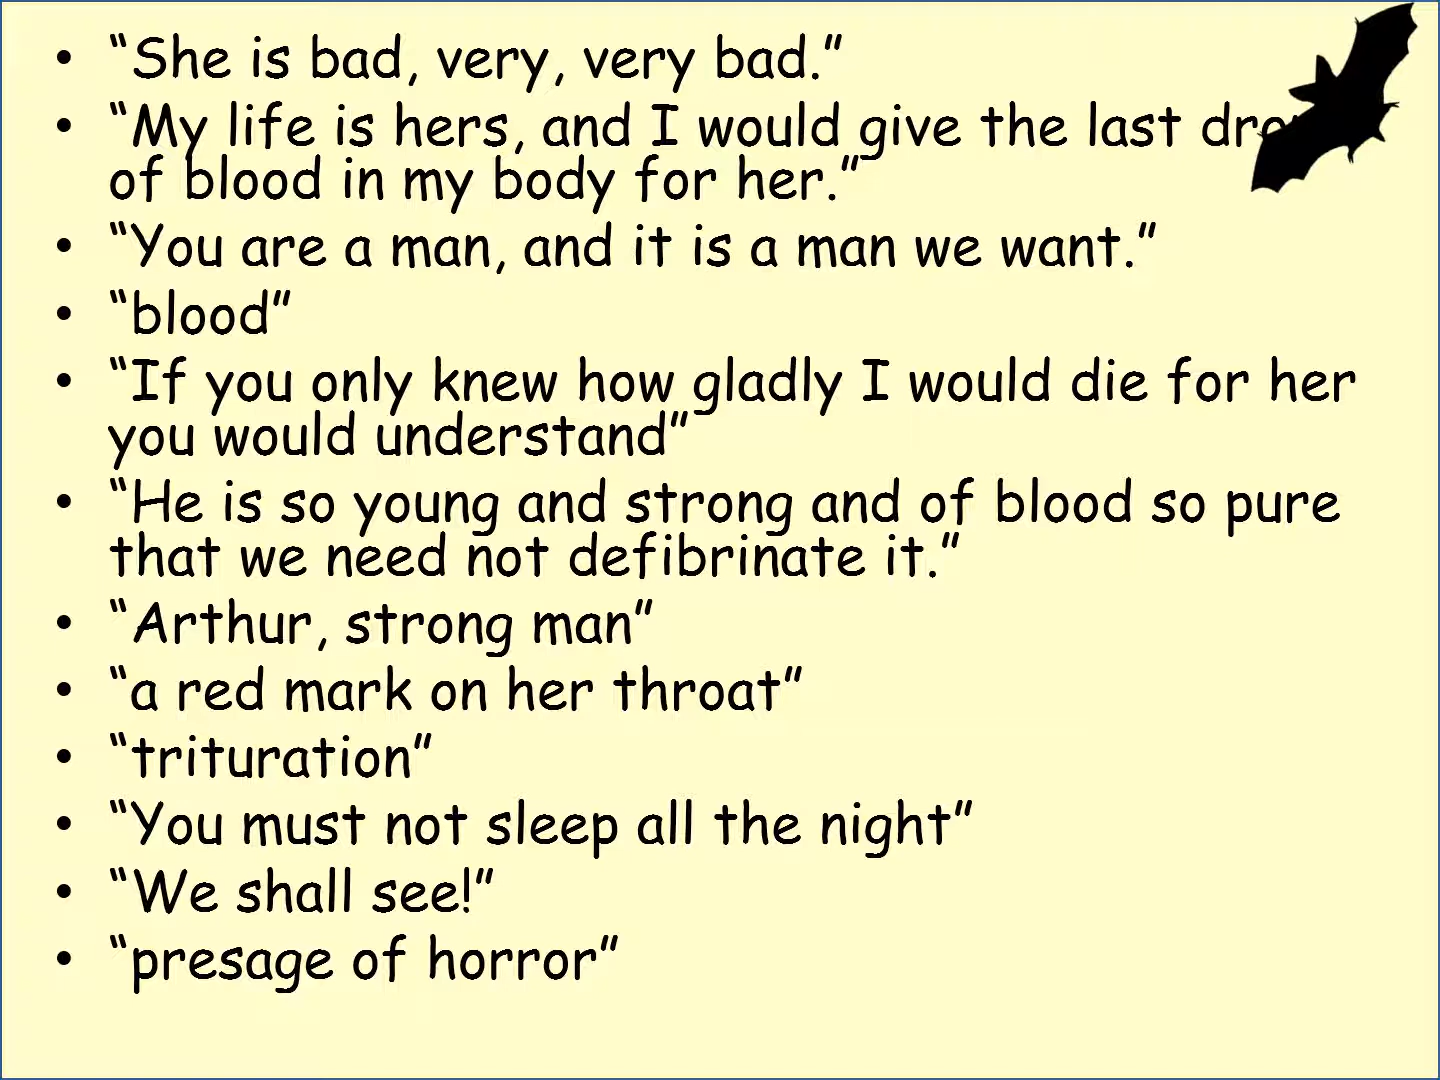 • “She is bad, very, very bad.”
• “My life is hers, and I would give the last
of blood in my body for her.”
• “You are a man, and it is a man we want.”
• “blood”
• “If you only knew how gladly I would die for her
you would understand”
• “He is so young and strong and of blood so pure
that we need not defibrinate it.”
• “Arthur, strong man”
• “a red mark on her throat”
• “trituration”
• “You must not sleep all the night”
• “We shall see!”
• “presage of horror”